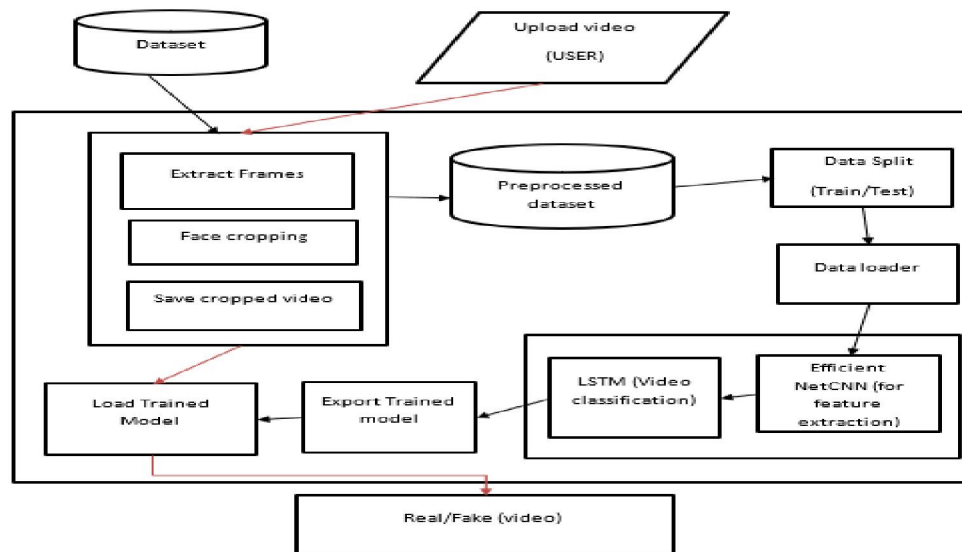 Dataset
Upload video
(USER)
Extract Frames
Face cropping
Save cropped video
Preprocessed
dataset
Data Split
(Train/Test)
Data loader
Efficient
NetCNN (for
feature
extraction)
LSTM (Video
classification)
Export Trained
model
Load Trained
Model
Real/Fake (video)